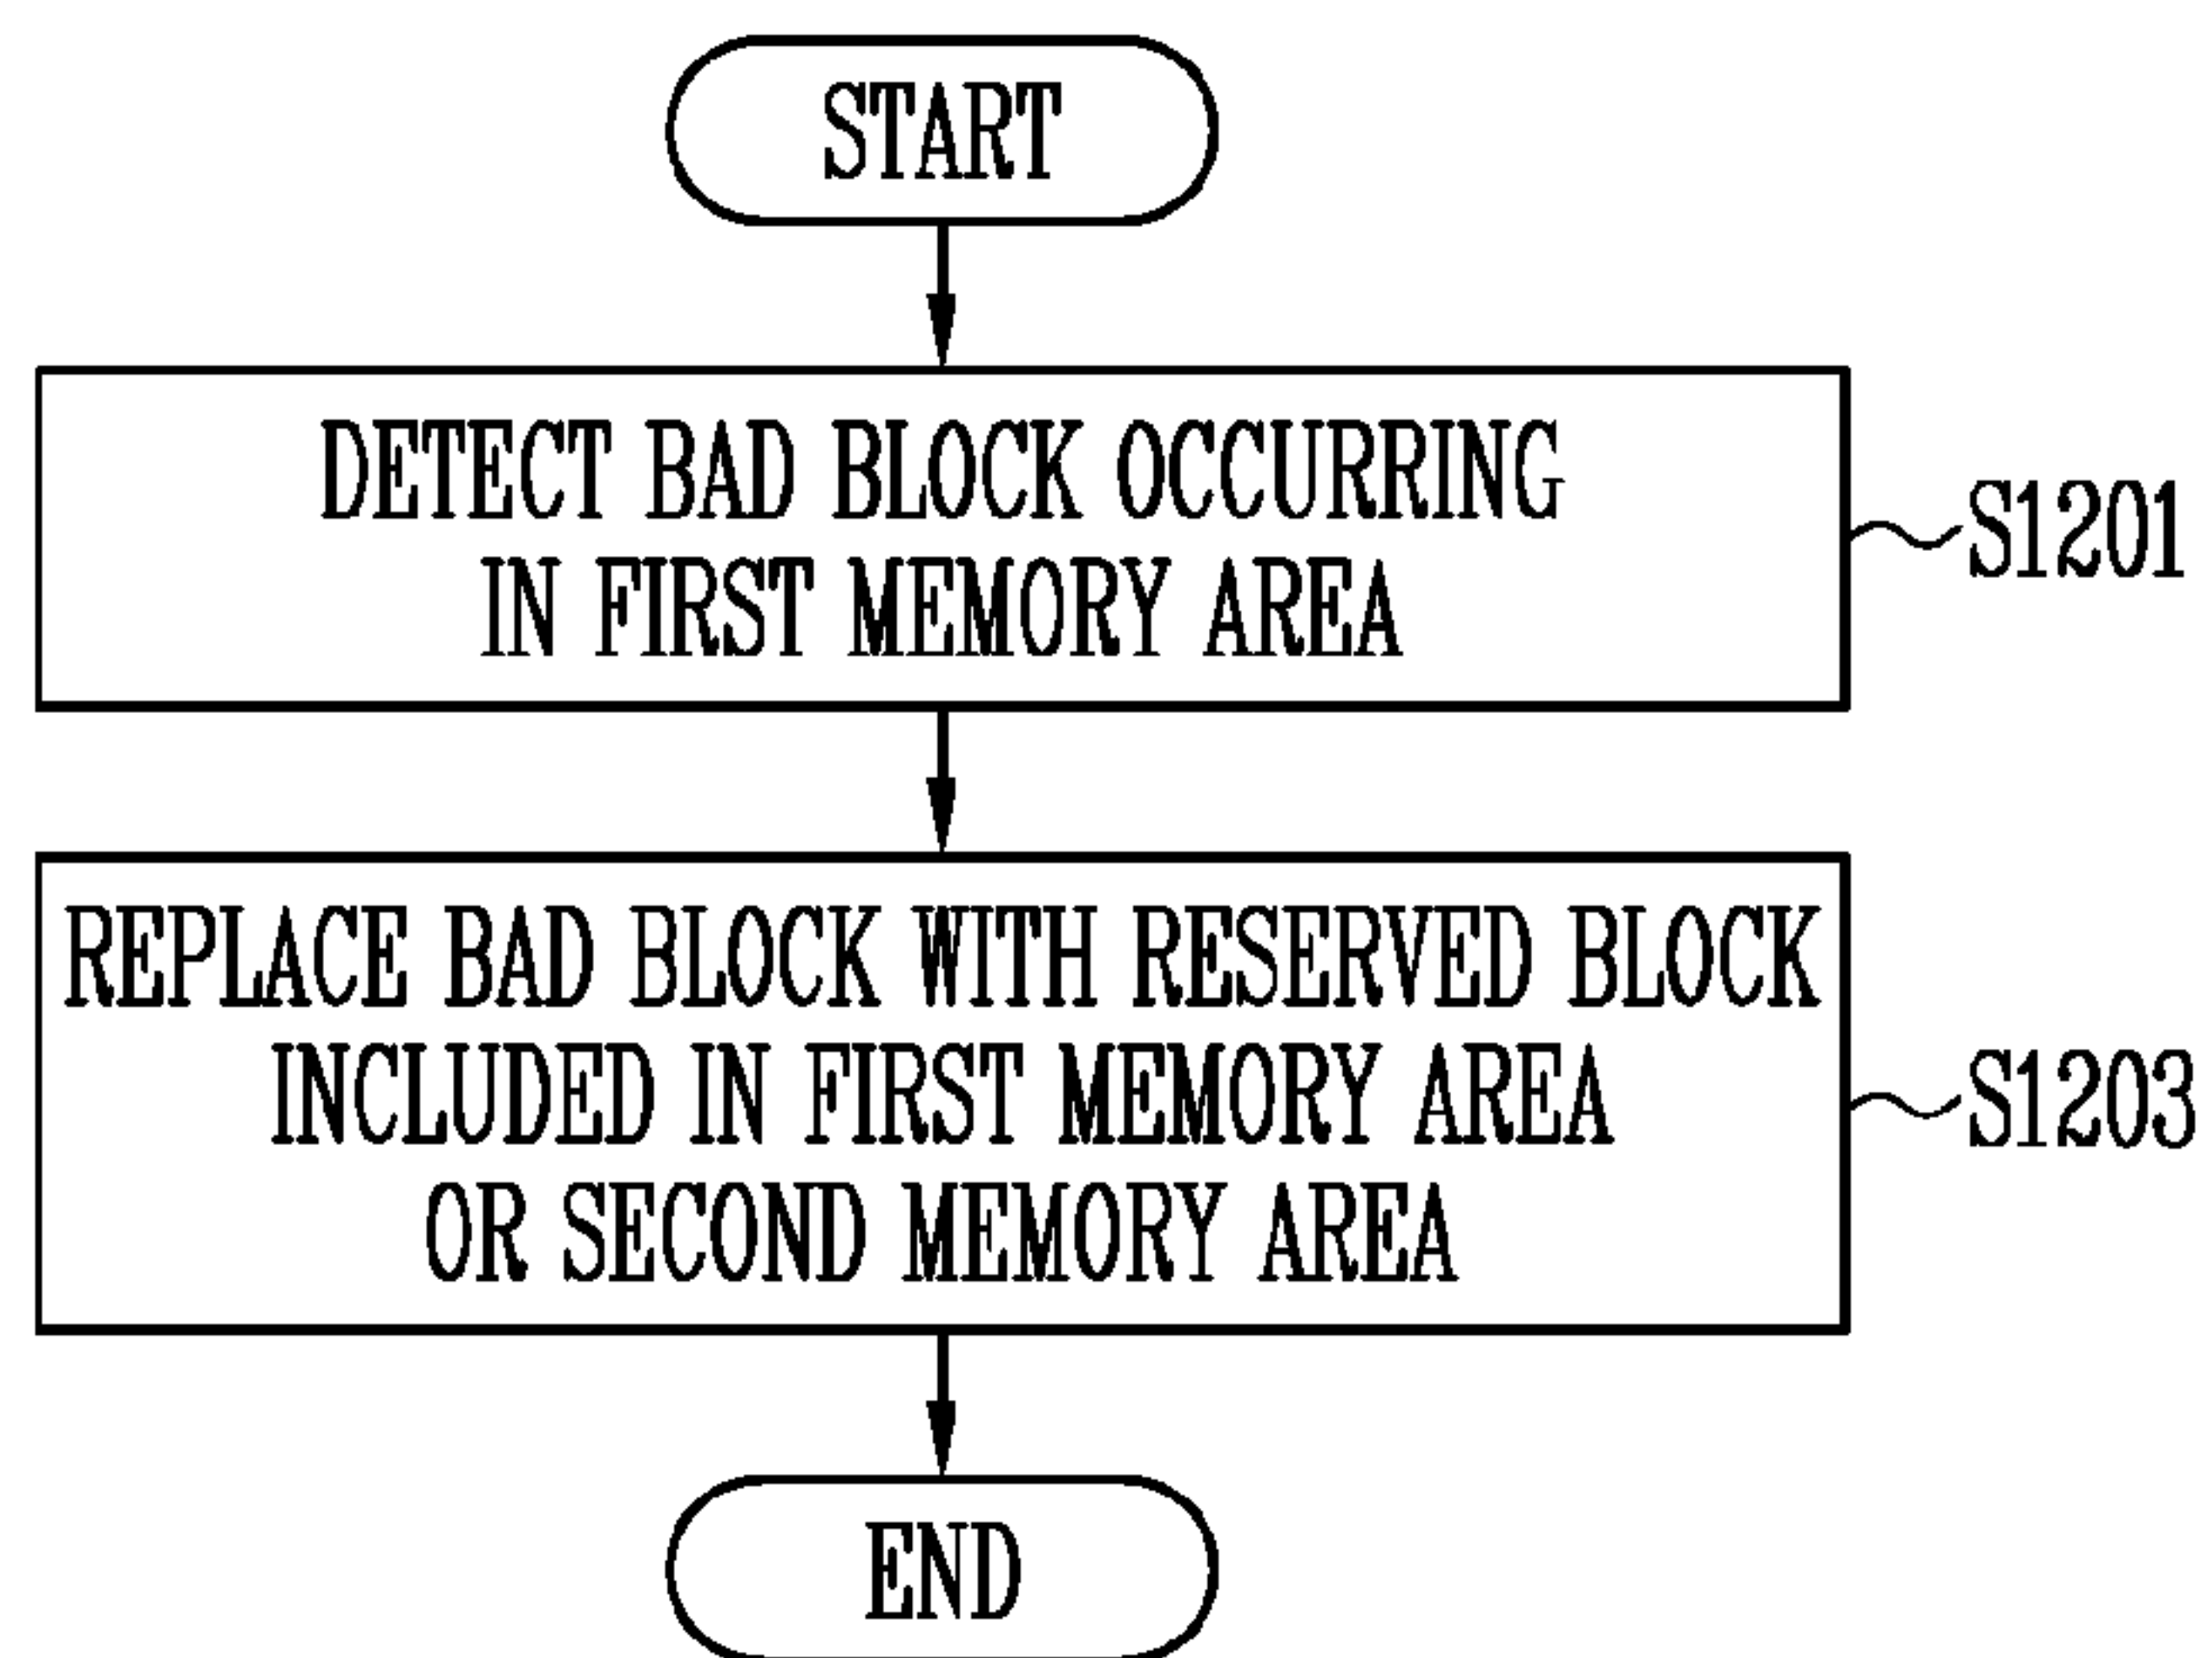 START
DETECT BAD BLOCK OCCURRING
IN FIRST MEMORY AREA
S1201
REPLACE BAD BLOCK WITH RESERVED BLOCK
INCLUDED IN FIRST MEMORY AREA
OR SECOND MEMORY AREA
S1203
END